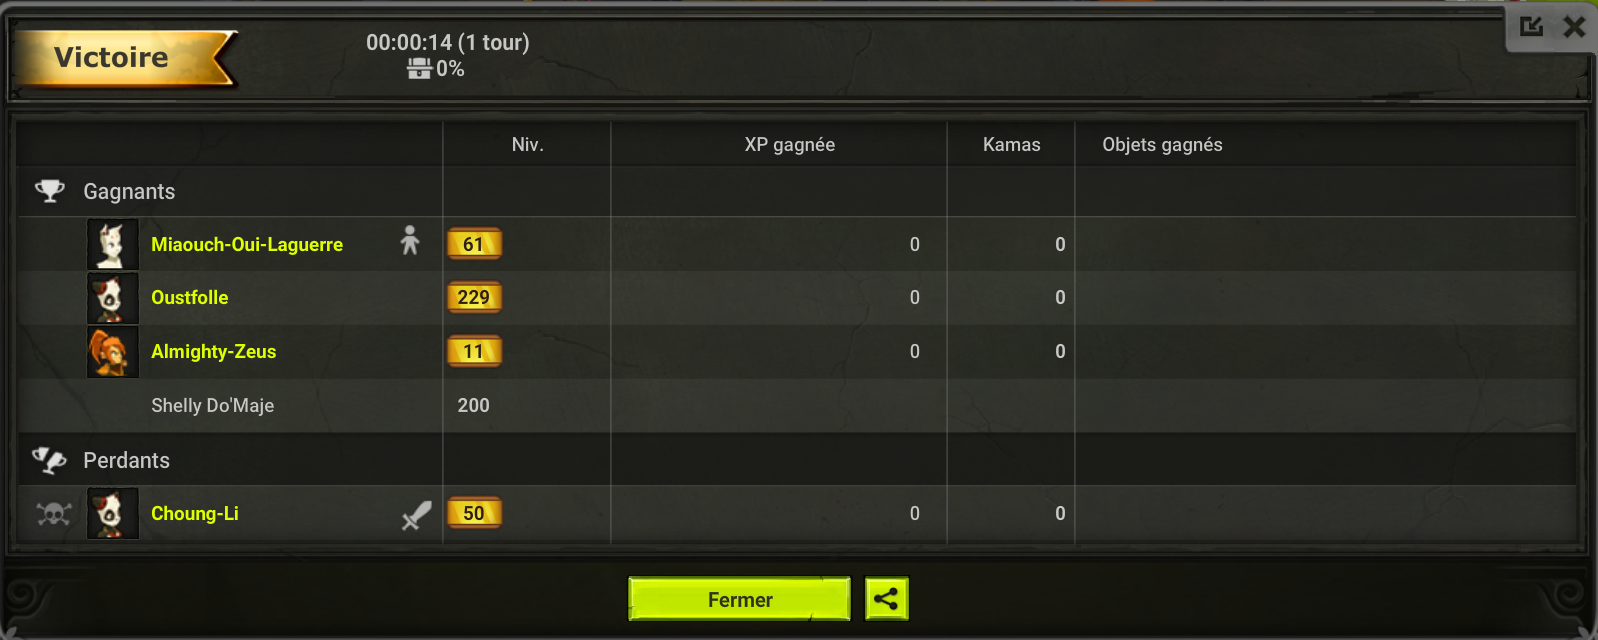 Victoire
00:00:14 (1 tour)
0%
Niv. XP gagnée Kamas Objets gagnés
Gagnants
Miaouch-Oui-Laguerre 61 0 0
Oustfolle 229 0 0
Almighty-Zeus 11 0 0
Shelly Do'Maje 200
Perdants
Choung-Li 50 0 0
Fermer